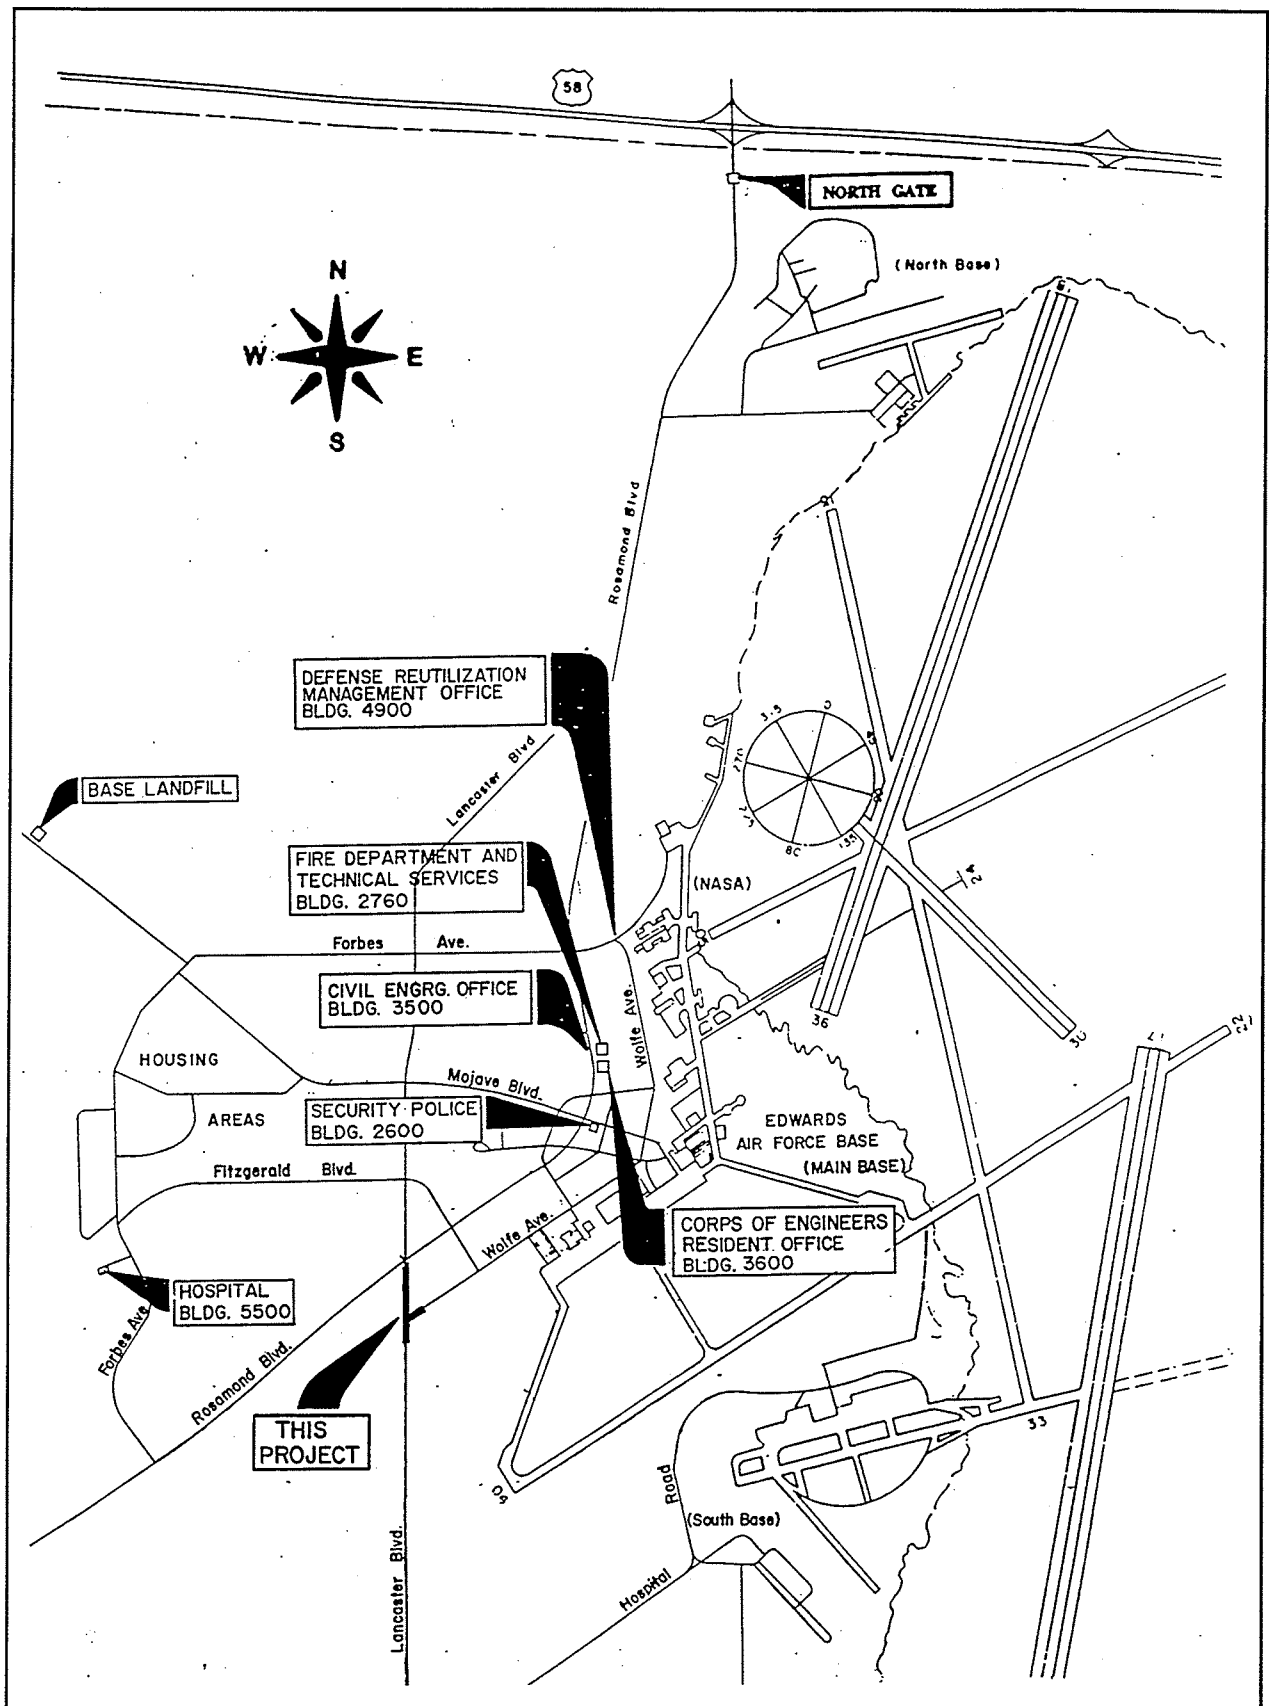 58
NORTH GATE
(North Base)
N
W
E
S
Rosamond Blvd
DEFENSE REUTILIZATION
MANAGEMENT OFFICE
BLDG. 4900
Lancaster Blvd
BASE LANDFILL
FIRE DEPARTMENT AND
TECHNICAL SERVICES
BLDG. 2760
(NASA)
24
Forbes Ave.
CIVIL ENGRG. OFFICE
BLDG. 3500
Wolfe Ave.
36
HOUSING
AREAS
Mojave Blvd.
SECURITY POLICE
BLDG. 2600
EDWARDS
AIR FORCE BASE
(MAIN BASE)
Fitzgerald Blvd.
Wolfe Ave.
CORPS OF ENGINEERS
RESIDENT OFFICE
BLDG. 3600
HOSPITAL
BLDG. 5500
Forbes Ave.
Rosamond Blvd.
THIS
PROJECT
33
04
Road
(South Base)
Lancaster Blvd.
Hospital